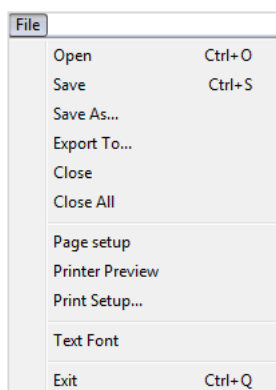 File
Open Ctrl+O
Save Ctrl+S
Save As...
Export To...
Close
Close All
Page setup
Printer Preview
Print Setup...
Text Font
Exit Ctrl+Q